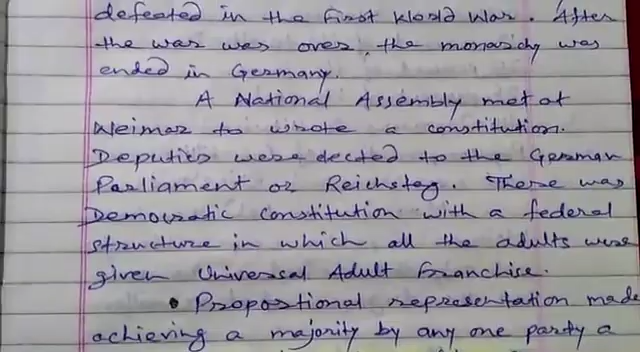 defeated in the First World War. After
the war was over, the monarchy was
ended in Germany.
A National Assembly met at
Weimar to wrote a constitution.
Deputies were elected to the German
Parliament or Reichstag. There was
Democratic constitution with a federal
structure in which all the adults were
given Universal Adult Franchise.
• Proportional representation made
achieving a majority by any one party a